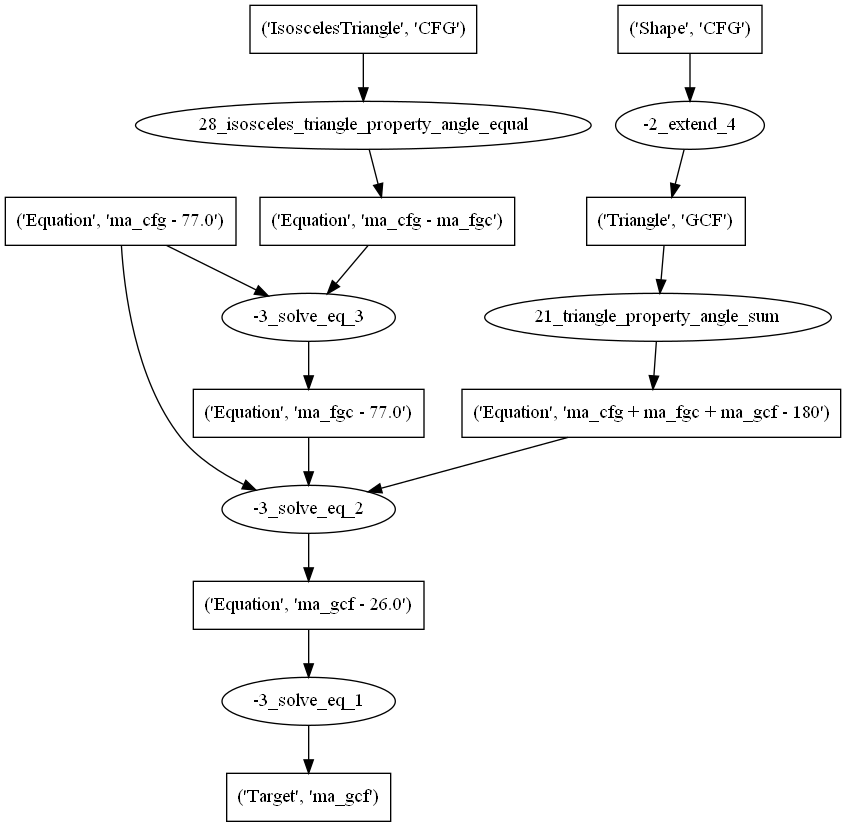 ('IsoscelesTriangle', 'CFG')
('Shape', 'CFG')
28_isosceles_triangle_property_angle_equal
-2_extend_4
('Equation', 'ma_cfg - 77.0')
('Equation', 'ma_cfg - ma_fgc')
('Triangle', 'GCF')
-3_solve_eq_3
21_triangle_property_angle_sum
('Equation', 'ma_fgc - 77.0')
('Equation', 'ma_cfg + ma_fgc + ma_gcf - 180')
-3_solve_eq_2
('Equation', 'ma_gcf - 26.0')
-3_solve_eq_1
('Target', 'ma_gcf')